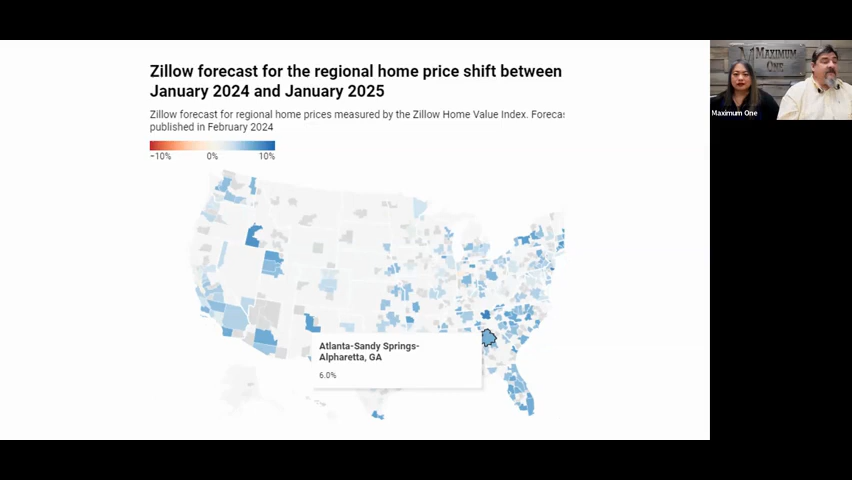 Zillow forecast for the regional home price shift between
January 2024 and January 2025
Zillow forecast for regional home prices measured by the Zillow Home Value Index. Forecas
published in February 2024
−10%
0%
10%
Atlanta-Sandy Springs-
Alpharetta, GA
6.0%
MAXIMUM
ONE
Maximum One